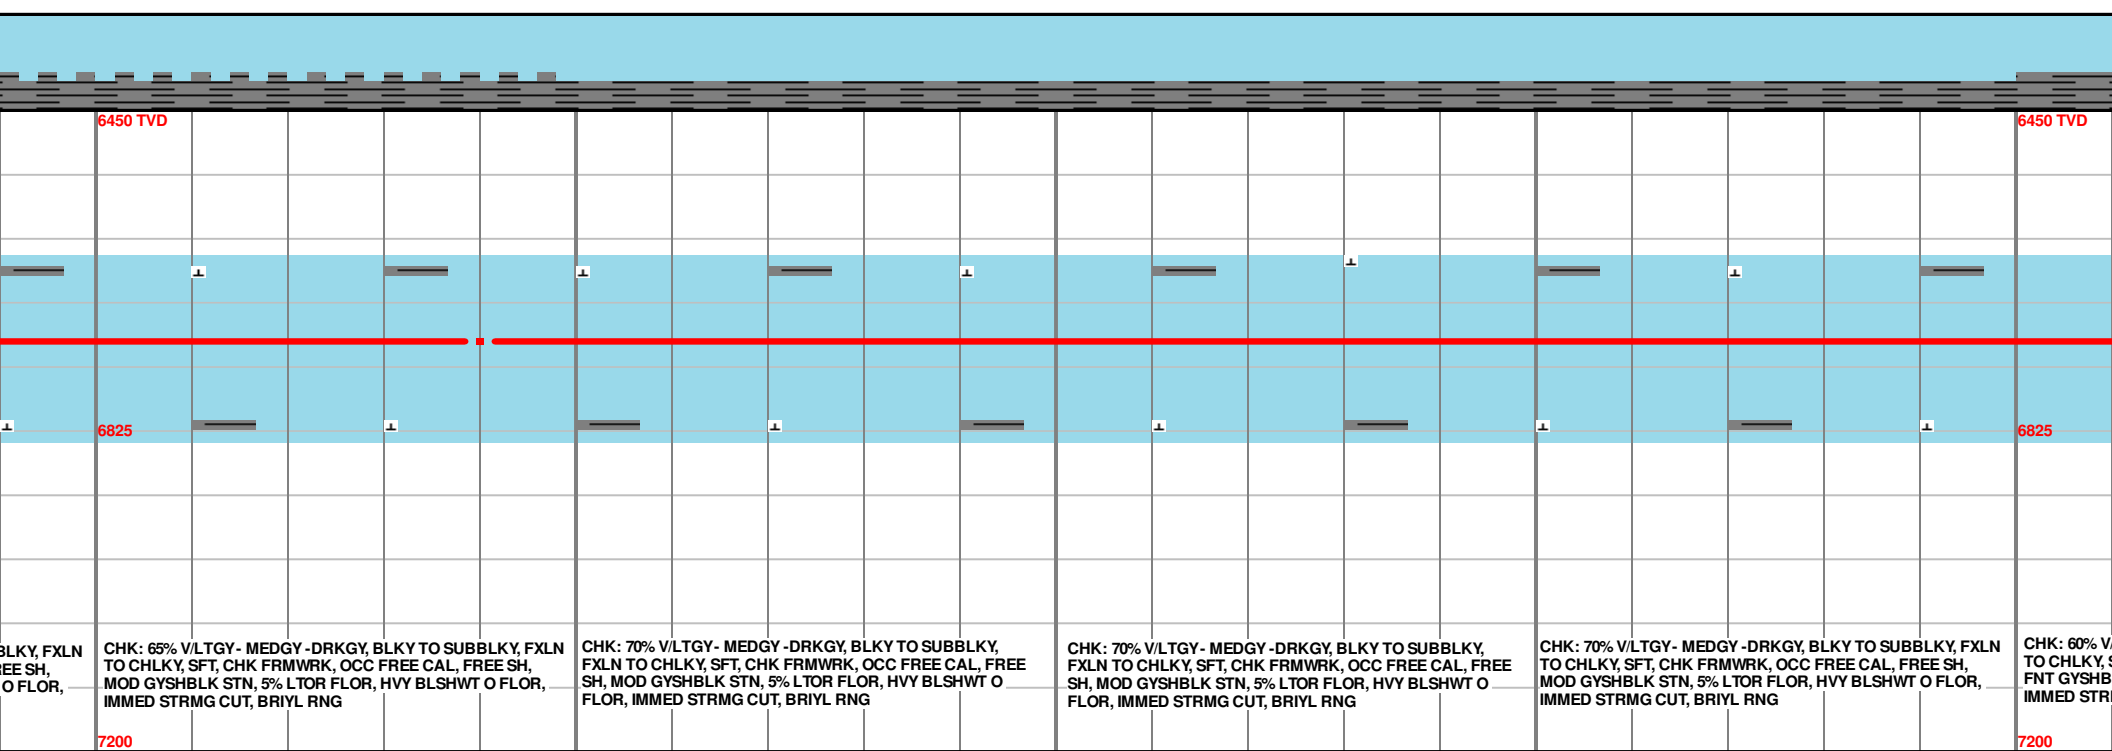 6450 TVD
6450 TVD
6825
6825
BLKY, FXLN
REE SH,
O FLOR,
CHK: 65% V/LTGY- MEDGY -DRKGY, BLKY TO SUBBLKY, FXLN
TO CHLKY, SFT, CHK FRMWRK, OCC FREE CAL, FREE SH,
MOD GYSHBLK STN, 5% LTOR FLOR, HVY BLSHWT O FLOR,
IMMED STRMG CUT, BRIYL RNG
CHK: 70% V/LTGY- MEDGY -DRKGY, BLKY TO SUBBLKY,
FXLN TO CHLKY, SFT, CHK FRMWRK, OCC FREE CAL, FREE
SH, MOD GYSHBLK STN, 5% LTOR FLOR, HVY BLSHWT O
FLOR, IMMED STRMG CUT, BRIYL RNG
CHK: 70% V/LTGY- MEDGY -DRKGY, BLKY TO SUBBLKY,
FXLN TO CHLKY, SFT, CHK FRMWRK, OCC FREE CAL, FREE
SH, MOD GYSHBLK STN, 5% LTOR FLOR, HVY BLSHWT O
FLOR, IMMED STRMG CUT, BRIYL RNG
CHK: 70% V/LTGY- MEDGY -DRKGY, BLKY TO SUBBLKY, FXLN
TO CHLKY, SFT, CHK FRMWRK, OCC FREE CAL, FREE SH,
MOD GYSHBLK STN, 5% LTOR FLOR, HVY BLSHWT O FLOR,
IMMED STRMG CUT, BRIYL RNG
CHK: 60% V/
TO CHLKY, S
FNT GYSHB
IMMED STR
7200
7200